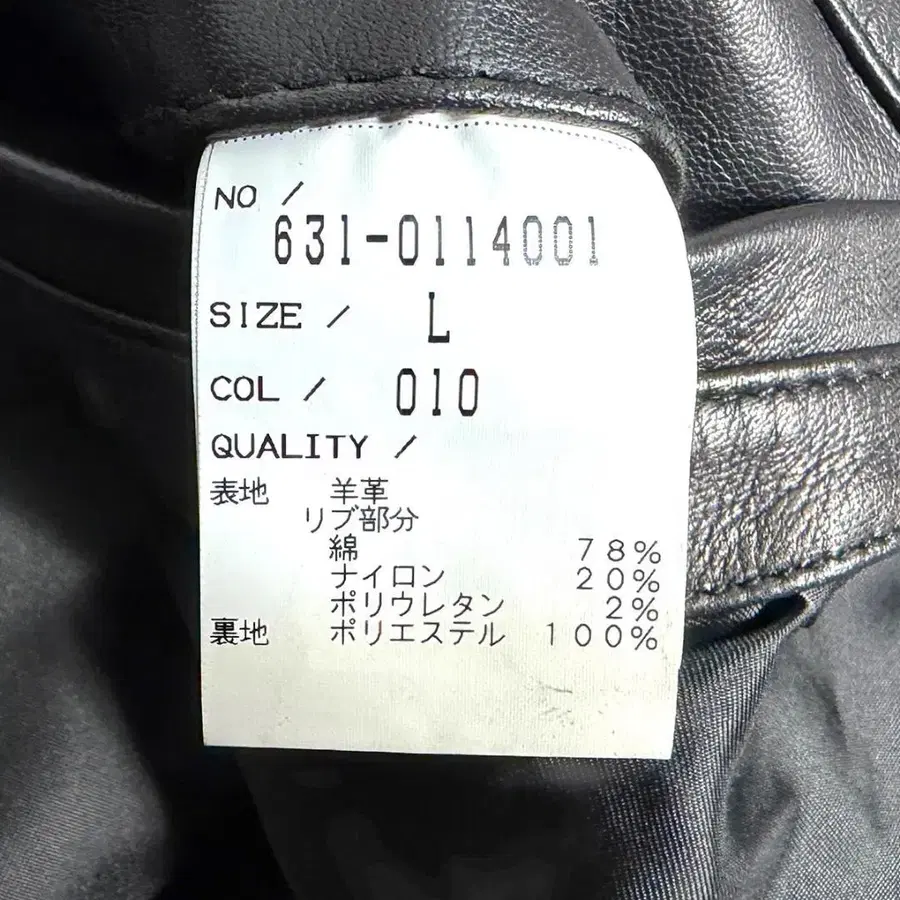 NO /
631-0114001
SIZE / L
COL / 010
QUALITY /
表地 羊革
リブ部分
綿 78%
ナイロン 20%
ポリウレタン 2%
裏地 ポリエステル 100%